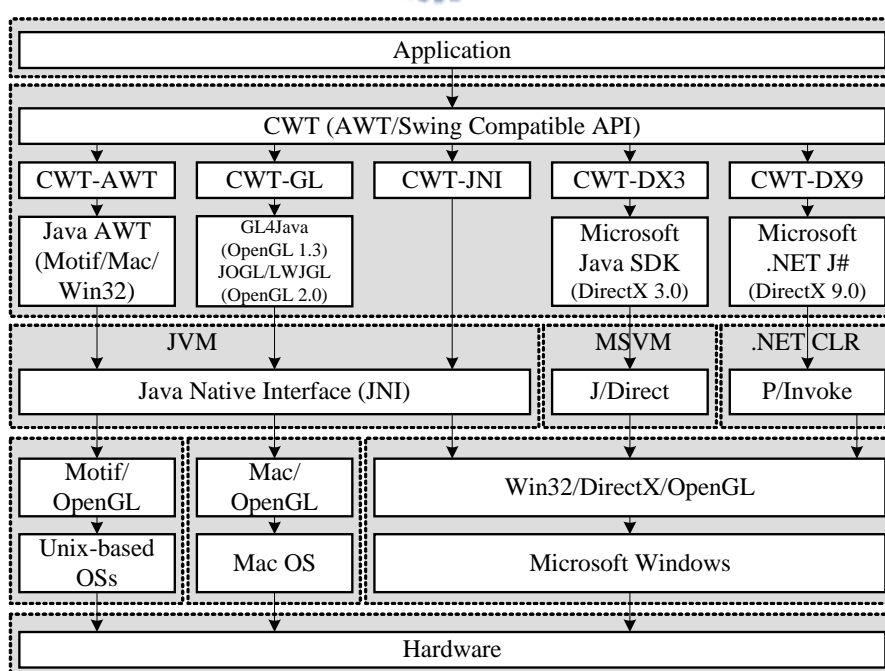 Application
CWT (AWT/Swing Compatible API)
CWT-AWT
CWT-GL
CWT-JNI
CWT-DX3
CWT-DX9
Java AWT
(Motif/Mac/
Win32)
GL4Java
(OpenGL 1.3)
JOGL/LWJGL
(OpenGL 2.0)
Microsoft
Java SDK
(DirectX 3.0)
Microsoft
.NET J#
(DirectX 9.0)
JVM
MSVM
.NET CLR
Java Native Interface (JNI)
J/Direct
P/Invoke
Motif/
OpenGL
Mac/
OpenGL
Win32/DirectX/OpenGL
Unix-based
OSs
Mac OS
Microsoft Windows
Hardware